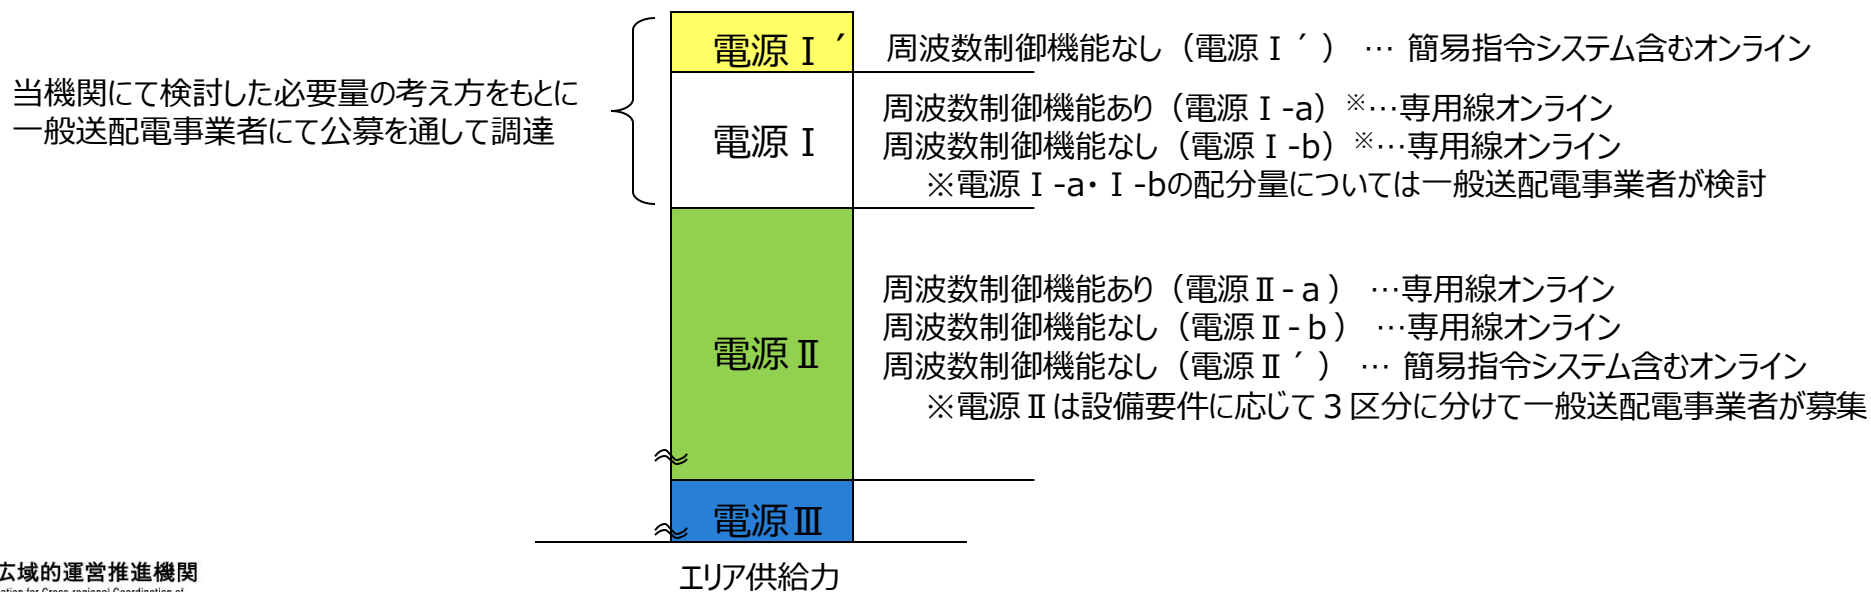 当機関にて検討した必要量の考え方をもとに
一般送配電事業者にて公募を通して調達
電源Ⅰ´
周波数制御機能なし（電源Ⅰ´） … 簡易指令システム含むオンライン
電源Ⅰ
周波数制御機能あり（電源Ⅰ-a）※…専用線オンライン
周波数制御機能なし（電源Ⅰ-b）※…専用線オンライン
※電源Ⅰ-a・Ⅰ-bの配分量については一般送配電事業者が検討
電源Ⅱ
周波数制御機能あり（電源Ⅱ-ａ） …専用線オンライン
周波数制御機能なし（電源Ⅱ-ｂ） …専用線オンライン
周波数制御機能なし（電源Ⅱ´） … 簡易指令システム含むオンライン
※電源Ⅱは設備要件に応じて３区分に分けて一般送配電事業者が募集
電源Ⅲ
エリア供給力
広域的運営推進機関
for Cross-regional Coordination of